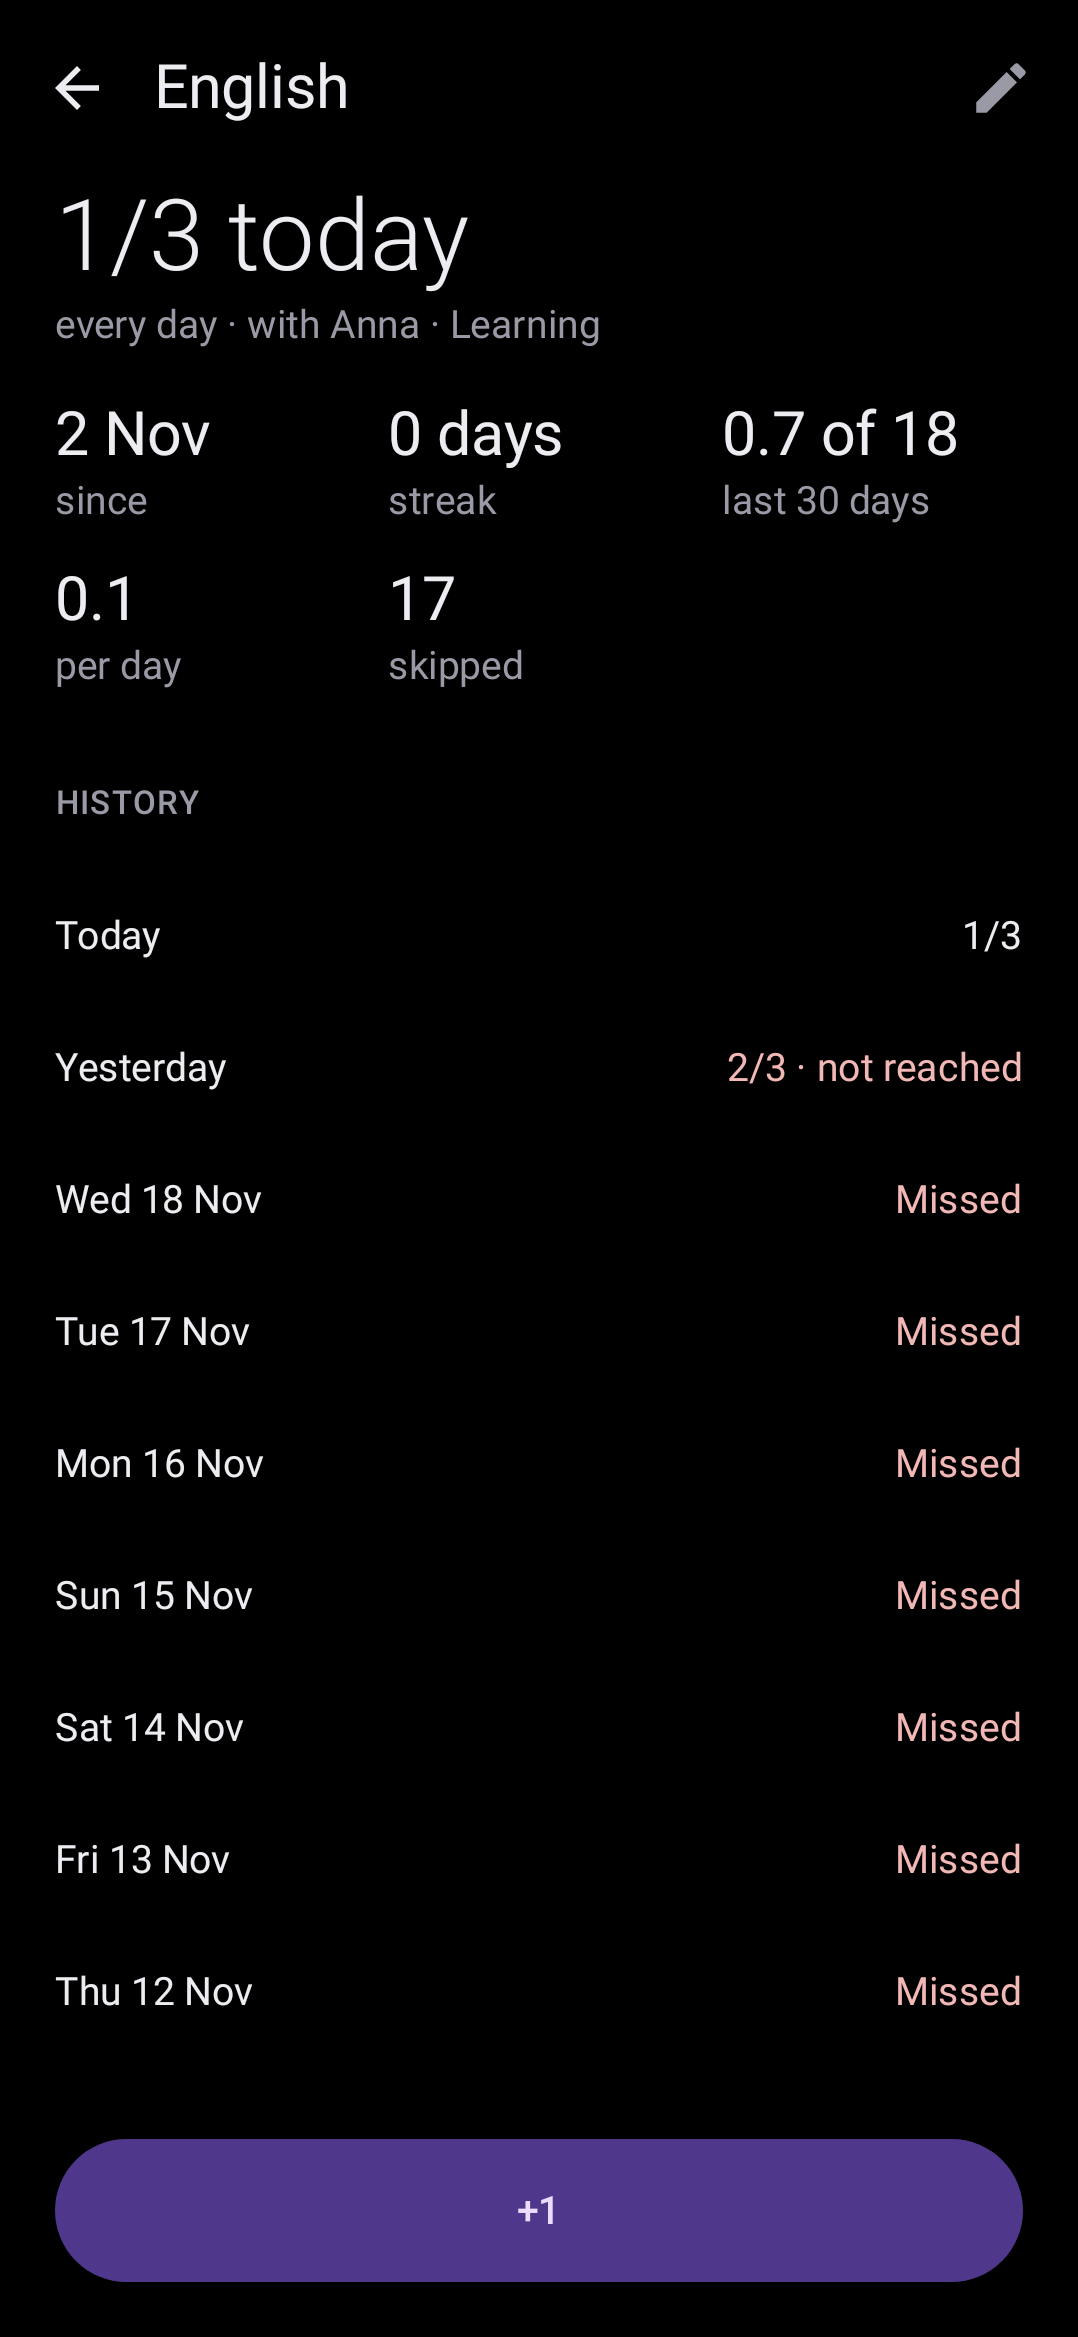 English
1/3 today
every day · with Anna · Learning
2 Nov 0 days 0.7 of 18
since streak last 30 days
0.1 17
per day skipped
HISTORY
Today 1/3
Yesterday 2/3 · not reached
Wed 18 Nov Missed
Tue 17 Nov Missed
Mon 16 Nov Missed
Sun 15 Nov Missed
Sat 14 Nov Missed
Fri 13 Nov Missed
Thu 12 Nov Missed
+1